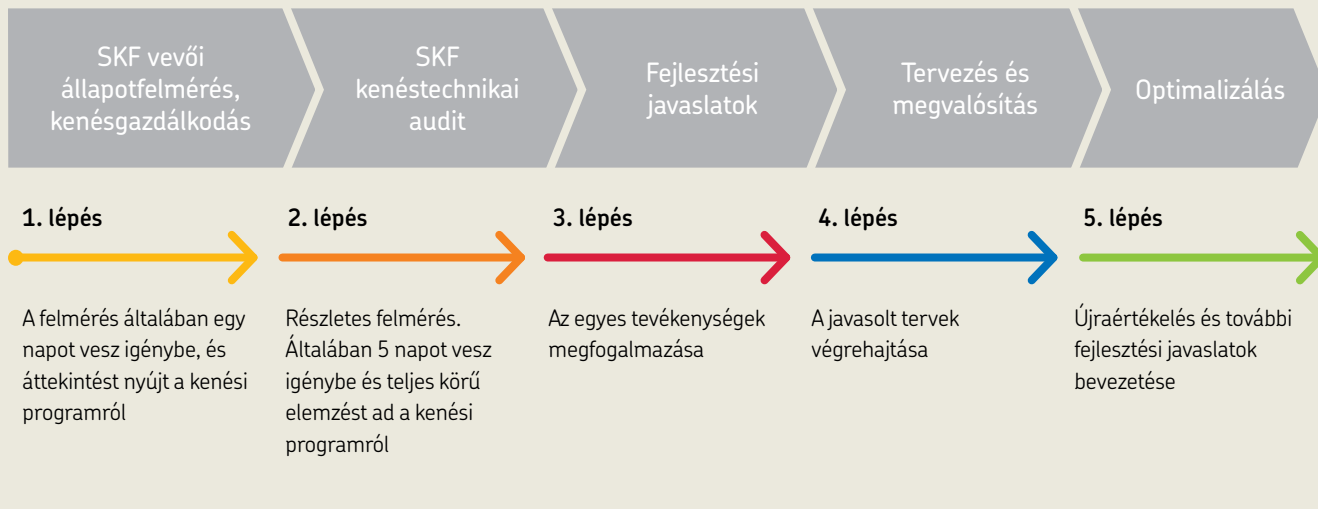 SKF vevői
állapotfelmérés,
kenésgazdálkodás
SKF
kenéstechnikai
audit
Fejlesztési
javaslatok
Tervezés és
megvalósítás
Optimalizálás
1. lépés
2. lépés
3. lépés
4. lépés
5. lépés
A felmérés általában egy
napot vesz igénybe, és
áttekintést nyújt a kenési
programról
Részletes felmérés.
Általában 5 napot vesz
igénybe és teljes körű
elemzést ad a kenési
programról
Az egyes tevékenységek
megfogalmazása
A javasolt tervek
végrehajtása
Újraértékelés és további
fejlesztési javaslatok
bevezetése